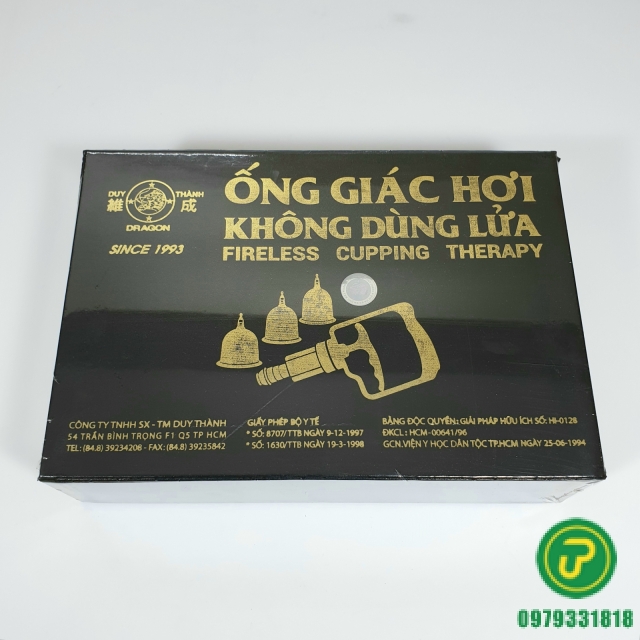 DUY THÀNH
維 成
DRAGON
SINCE 1993
ỐNG GIÁC HƠI
KHÔNG DÙNG LỬA
FIRELESS CUPPING THERAPY
CÔNG TY TNHH SX - TM DUY THÀNH
54 TRẦN BÌNH TRỌNG F1 Q5 TP HCM
TEL: (84.8) 39234208 - FAX: (84.8) 39235842
GIẤY PHÉP BỘ Y TẾ
* SỐ: 8707/TTB NGÀY 9-12-1997
* SỐ: 1630/TTB NGÀY 19-3-1998
BẰNG ĐỘC QUYỀN: GIẢI PHÁP HỮU ÍCH SỐ: HI-0128
ĐKCL: HCM-00641/96
GCN.VIỆN Y HỌC DÂN TỘC TP.HCM NGÀY 25-06-1994
0979331818